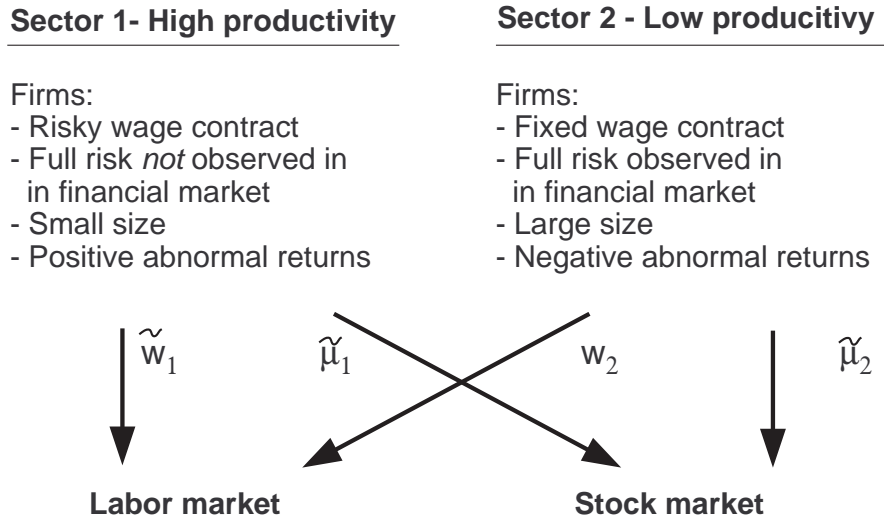 Sector 1- High productivity
Sector 2 - Low producitivy
Firms:
- Risky wage contract
- Full risk not observed in
in financial market
- Small size
- Positive abnormal returns
Firms:
- Fixed wage contract
- Full risk observed in
in financial market
- Large size
- Negative abnormal returns
w̃₁
μ̃₁
w₂
μ̃₂
Labor market
Stock market